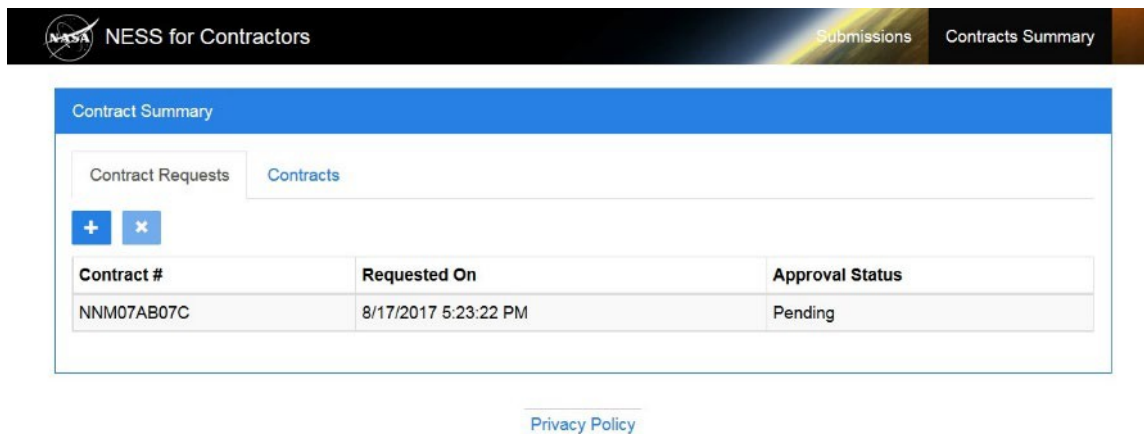 NASA NESS for Contractors Submissions Contracts Summary
Contract Summary
Contract Requests Contracts
Contract # Requested On Approval Status
NNM07AB07C 8/17/2017 5:23:22 PM Pending
Privacy Policy